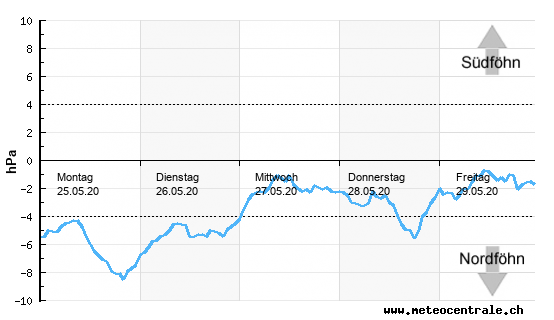 10
8
6
4
2
0
-2
-4
-6
-8
-10
hPa
Südföhn
Montag
25.05.20
Dienstag
26.05.20
Mittwoch
27.05.20
Donnerstag
28.05.20
Freitag
29.05.20
Nordföhn
www.meteocentrale.ch